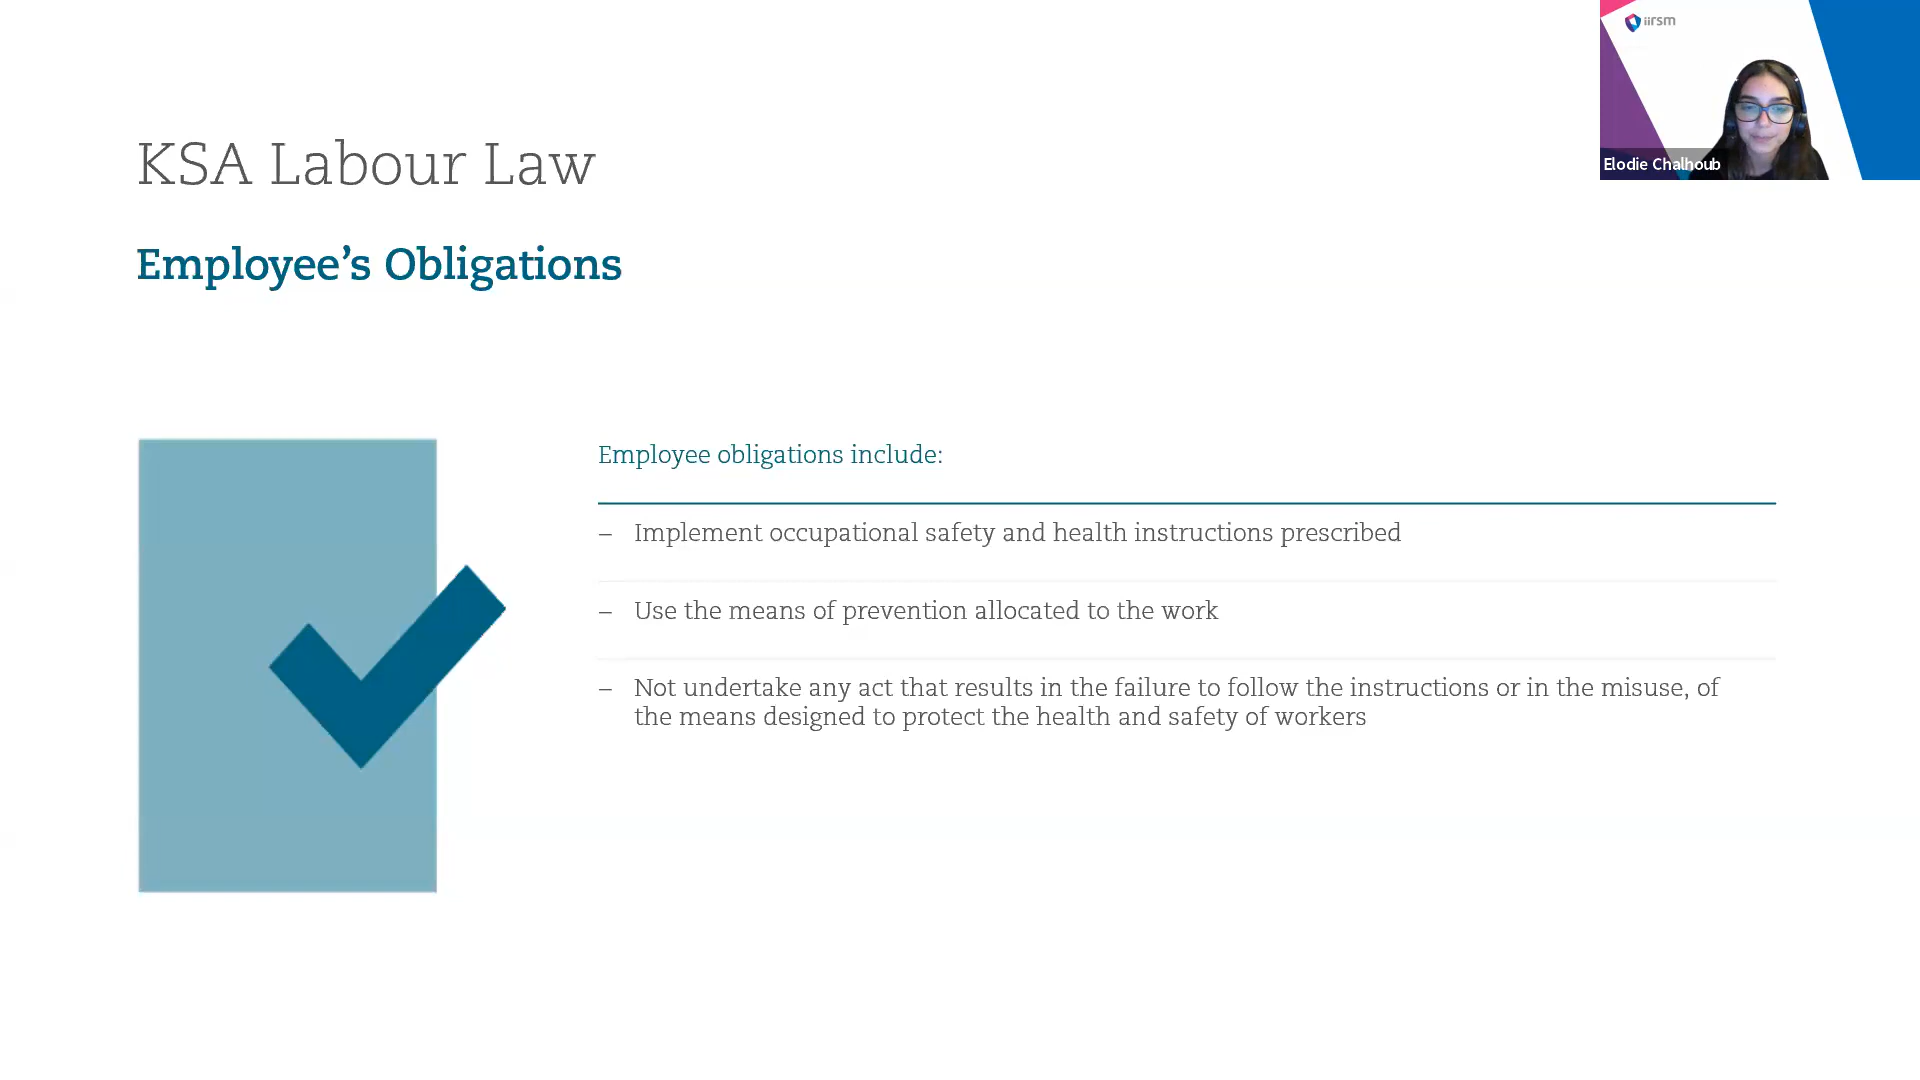 iirsm
Elodie Chalhoub
KSA Labour Law
Employee’s Obligations
Employee obligations include:
– Implement occupational safety and health instructions prescribed
– Use the means of prevention allocated to the work
– Not undertake any act that results in the failure to follow the instructions or in the misuse, of
the means designed to protect the health and safety of workers